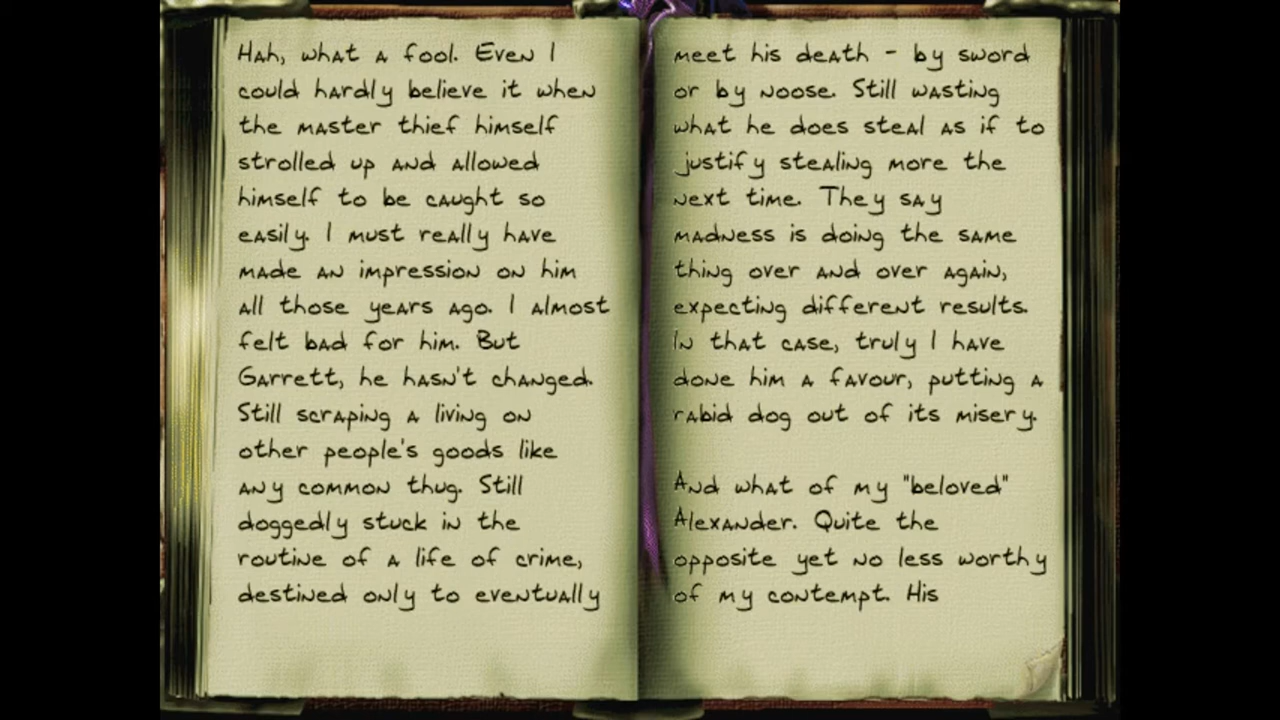 Hah, what a fool. Even I
could hardly believe it when
the master thief himself
strolled up and allowed
himself to be caught so
easily. I must really have
made an impression on him
all those years ago. I almost
felt bad for him. But
Garrett, he hasn't changed.
Still scraping a living on
other people's goods like
any common thug. Still
doggedly stuck in the
routine of a life of crime,
destined only to eventually
meet his death - by sword
or by noose. Still wasting
what he does steal as if to
justify stealing more the
next time. They say
madness is doing the same
thing over and over again,
expecting different results.
In that case, truly I have
done him a favour, putting a
rabid dog out of its misery.

And what of my "beloved"
Alexander. Quite the
opposite yet no less worthy
of my contempt. His